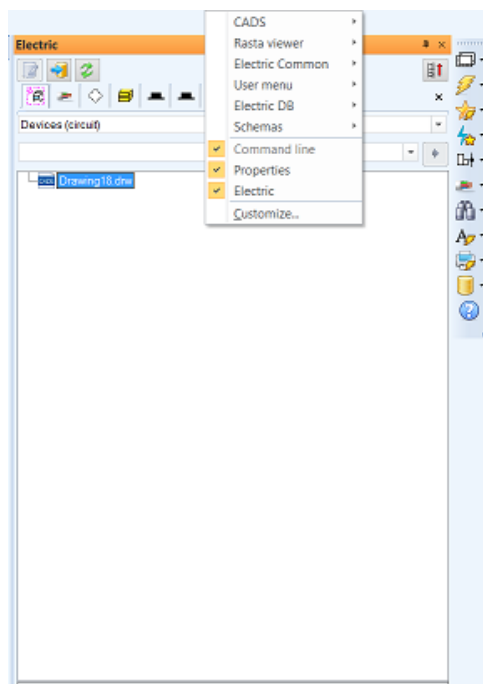 CADS
Electric
Rasta viewer
Electric Common
User menu
Electric DB
Devices (circuit)
Schemas
Command line
Properties
Drawing18.drw
Electric
Customize...